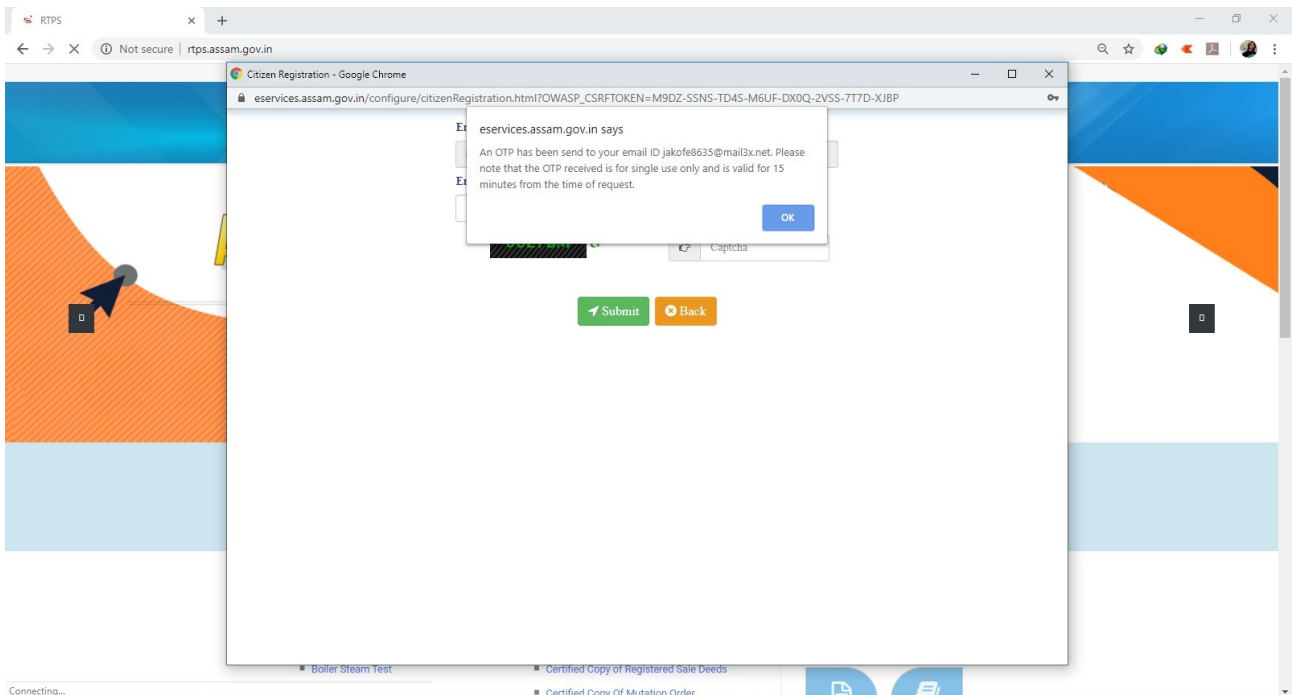 RTPS
Not secure | rtps.assam.gov.in
Citizen Registration - Google Chrome
eservices.assam.gov.in/configure/citizenRegistration.html?OWASP_CSRFTOKEN=M9DZ-SSNS-TD4S-M6UF-DX0Q-2VSS-7T7D-XJBP
eservices.assam.gov.in says
An OTP has been send to your email ID jakofe8635@mail3x.net. Please
note that the OTP received is for single use only and is valid for 15
minutes from the time of request.
OK
Captcha
Submit Back
Boiler Steam Test Certified Copy of Registered Sale Deeds
Connecting... Certified Copy Of Mutation Order